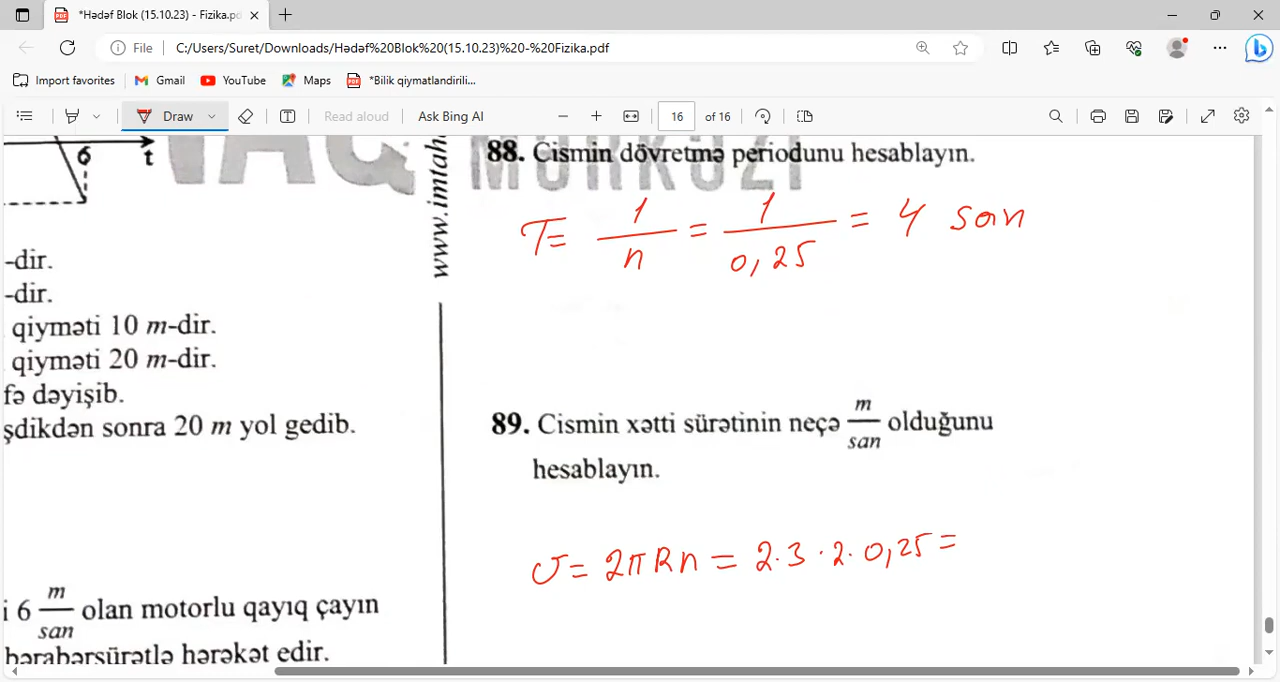 *Hədəf Blok (15.10.23) - Fizika.pd
File C:/Users/Suret/Downloads/Hədəf%20Blok%20(15.10.23)%20-%20Fizika.pdf
Import favorites Gmail YouTube Maps *Bilik qiymatlandirili...
Draw Read aloud Ask Bing AI 16 of 16
6 t
-dir.
-dir.
qiyməti 10 m-dir.
qiyməti 20 m-dir.
fə dəyişib.
şdikdən sonra 20 m yol gedib.
i 6 m/san olan motorlu qayıq çayın
bərabərsürətlə hərəkət edir.
www.imtah
MƏRKƏZİ
88. Cismin dövretmə periodunu hesablayın.
T= 1/n = 1/0,25 = 4 san
89. Cismin xətti sürətinin neçə m/san olduğunu
hesablayın.
υ= 2πRn = 2·3·2·0,25=